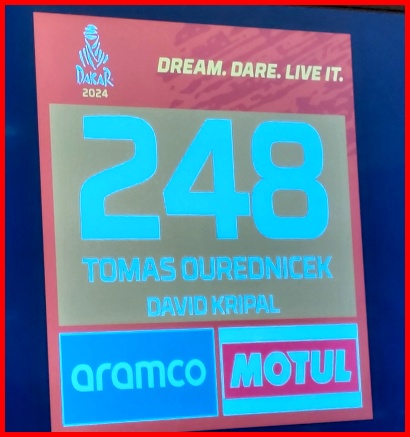 DAKAR
2024
DREAM. DARE. LIVE IT.
248
TOMAS OUREDNICEK
DAVID KRIPAL
aramco
MOTUL